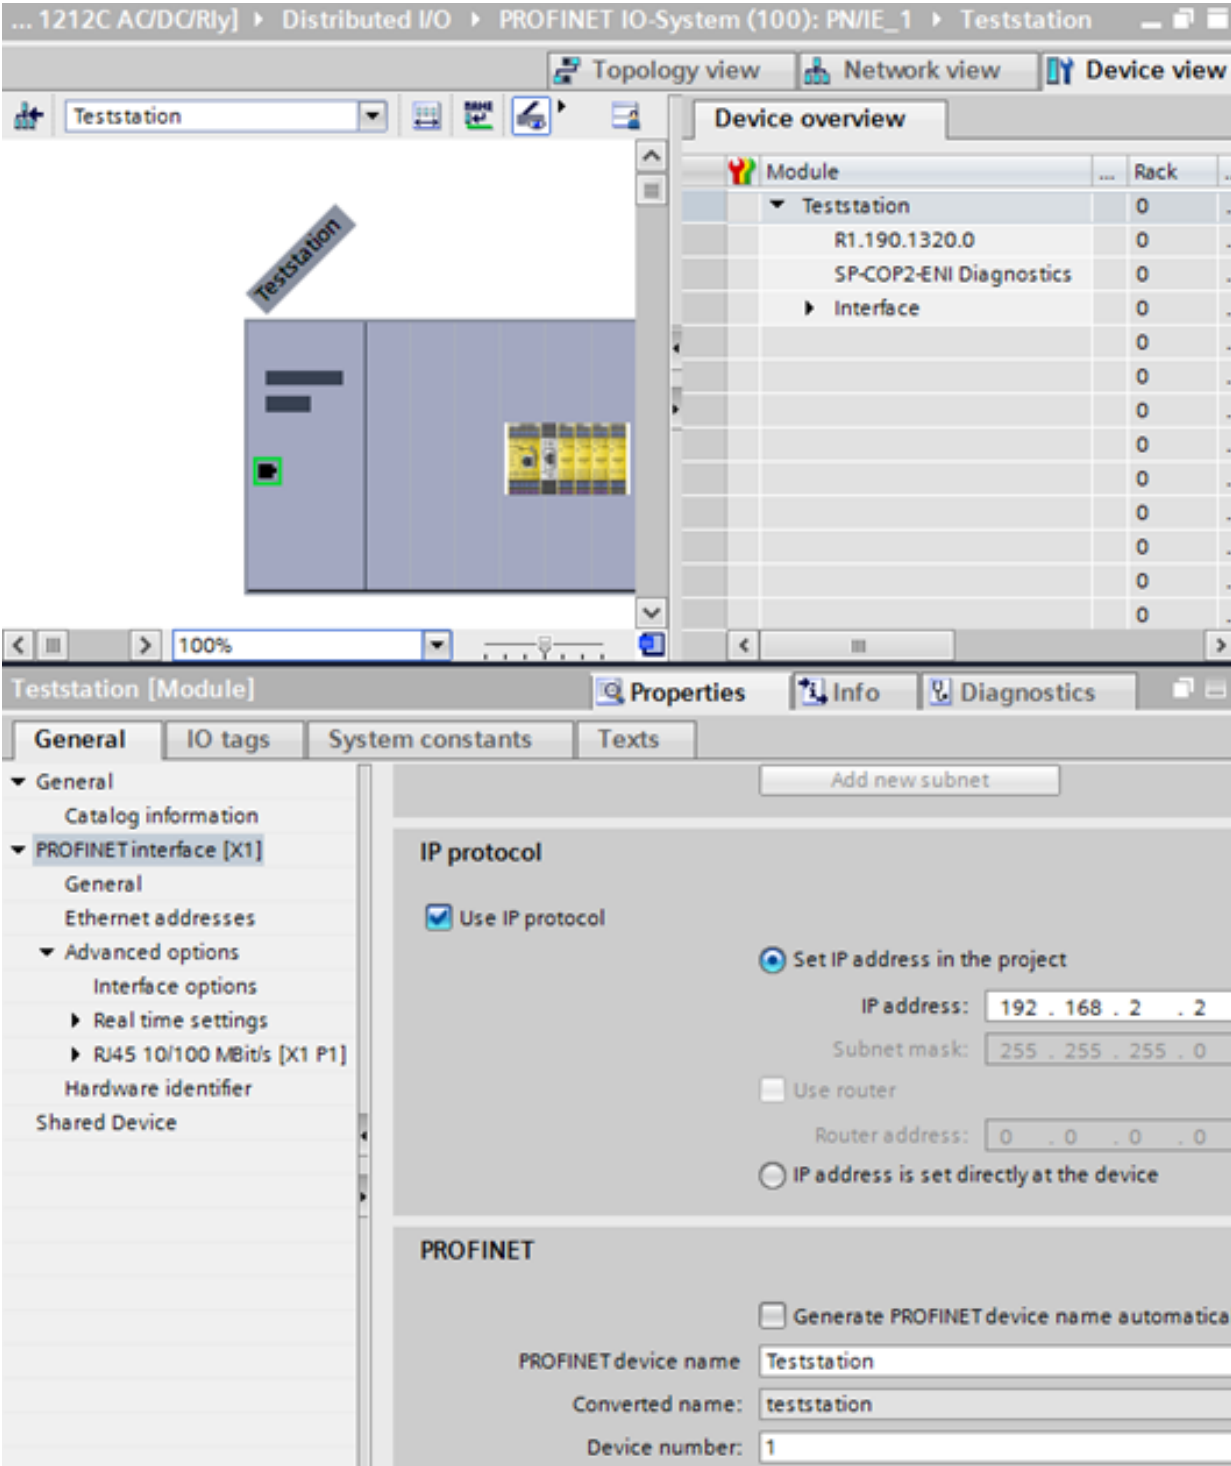 ... 1212C AC/DC/Rly] ▸ Distributed I/O ▸ PROFINET IO-System (100): PN/IE_1 ▸ Teststation
Topology view Network view Device view
Teststation
Device overview
Module ... Rack
Teststation 0
R1.190.1320.0 0
SP-COP2-ENI Diagnostics 0
Interface 0
0
0
0
0
0
0
0
0
0
Teststation
100%
Teststation [Module]
Properties Info Diagnostics
General IO tags System constants Texts
General
Catalog information
PROFINET interface [X1]
General
Ethernet addresses
Advanced options
Interface options
Real time settings
RJ45 10/100 MBit/s [X1 P1]
Hardware identifier
Shared Device
Add new subnet
IP protocol
Use IP protocol
Set IP address in the project
IP address: 192 . 168 . 2 . 2
Subnet mask: 255 . 255 . 255 . 0
Use router
Router address: 0 . 0 . 0 . 0
IP address is set directly at the device
PROFINET
Generate PROFINET device name automatica
PROFINET device name Teststation
Converted name: teststation
Device number: 1